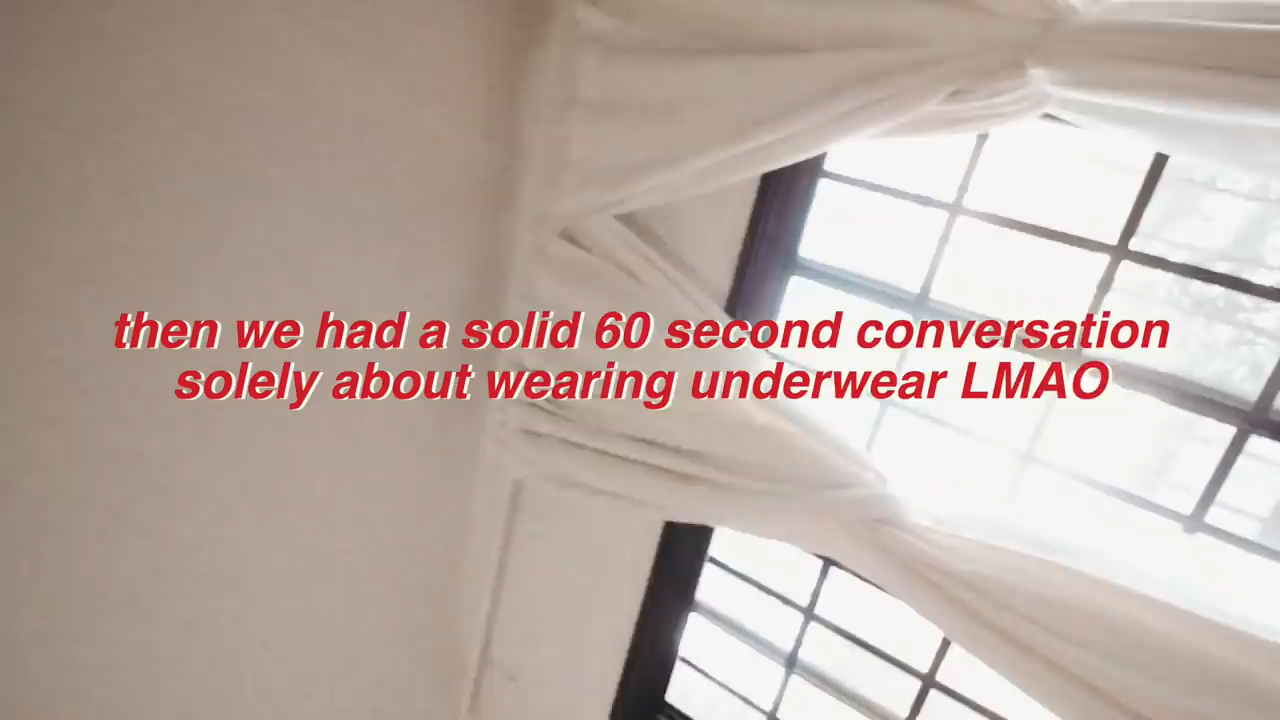 then we had a solid 60 second conversation
solely about wearing underwear LMAO